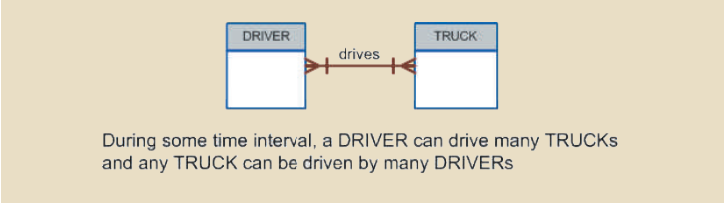 DRIVER
TRUCK
drives
During some time interval, a DRIVER can drive many TRUCKs
and any TRUCK can be driven by many DRIVERs